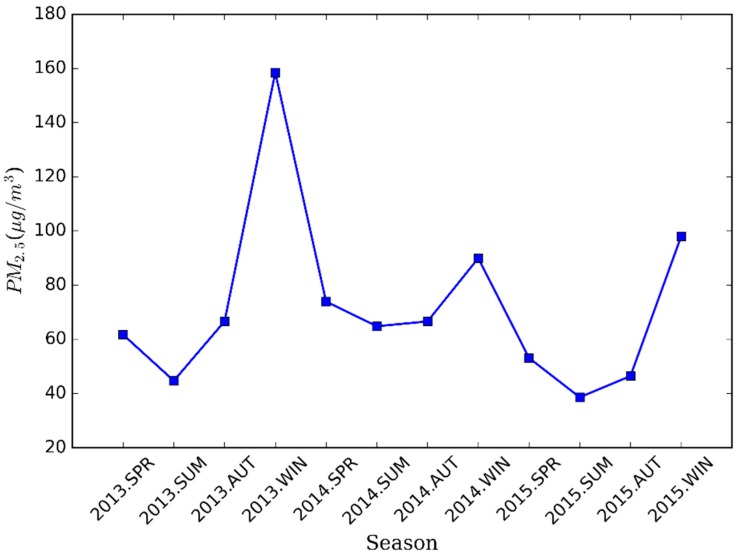 180
160
140
120
100
80
60
40
20
PM2.5(μg/m³)
2013.SPR
2013.SUM
2013.AUT
2013.WIN
2014.SPR
2014.SUM
2014.AUT
2014.WIN
2015.SPR
2015.SUM
2015.AUT
2015.WIN
Season